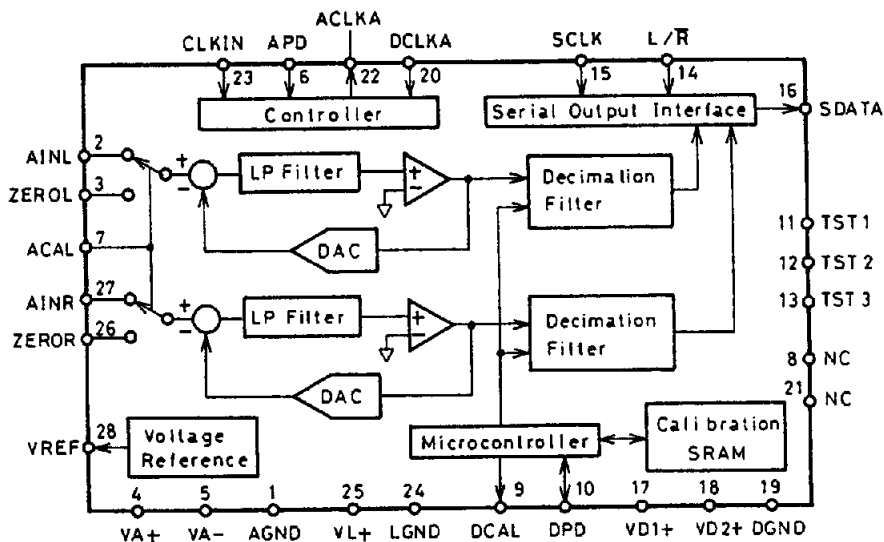 ACLKA
CLKIN APD DCLKA SCLK L/R̅
23 6 22 20 15 14
Controller
Serial Output Interface
16
SDATA
AINL 2
ZEROL 3
ACAL 7
AINR 27
ZEROR 26
+
−
LP Filter
+
−
Decimation
Filter
DAC
+
−
LP Filter
+
−
Decimation
Filter
DAC
11 TST1
12 TST2
13 TST3
8 NC
21 NC
VREF 28
Voltage
Reference
Microcontroller
Calibration
SRAM
4 5 1 25 24 9 10 17 18 19
VA+ VA- AGND VL+ LGND DCAL DPD VD1+ VD2+ DGND